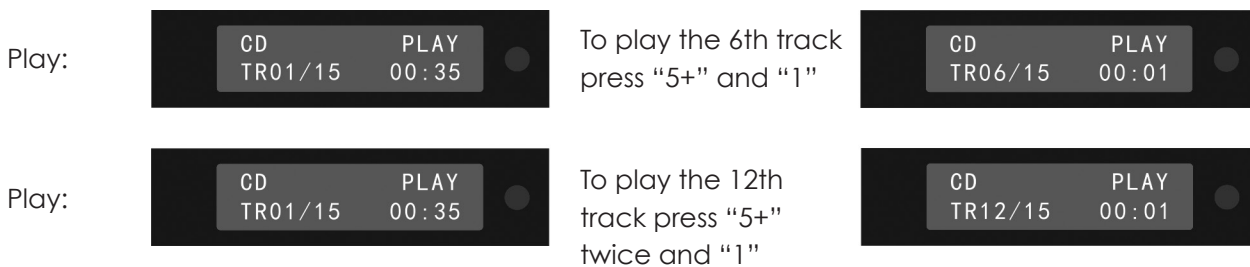 Play:
CD PLAY
TR01/15 00:35
To play the 6th track
press “5+” and “1”
CD PLAY
TR06/15 00:01
Play:
CD PLAY
TR01/15 00:35
To play the 12th
track press “5+”
twice and “1”
CD PLAY
TR12/15 00:01